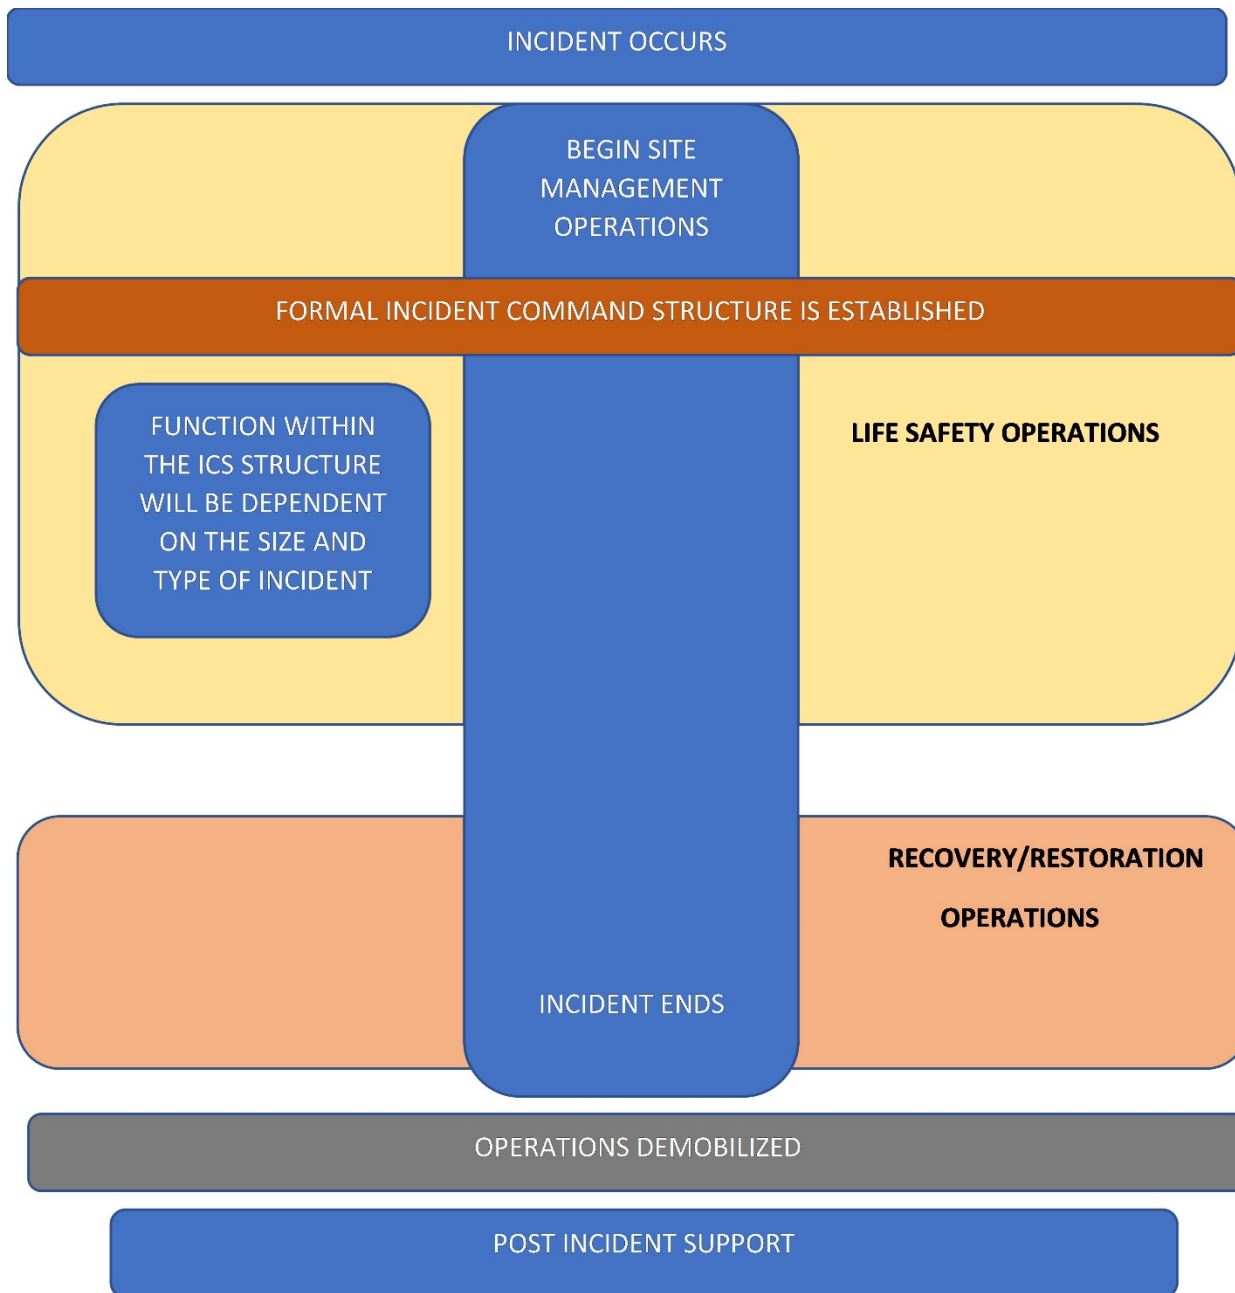 INCIDENT OCCURS
BEGIN SITE
MANAGEMENT
OPERATIONS
FORMAL INCIDENT COMMAND STRUCTURE IS ESTABLISHED
FUNCTION WITHIN
THE ICS STRUCTURE
WILL BE DEPENDENT
ON THE SIZE AND
TYPE OF INCIDENT
LIFE SAFETY OPERATIONS
RECOVERY/RESTORATION
OPERATIONS
INCIDENT ENDS
OPERATIONS DEMOBILIZED
POST INCIDENT SUPPORT